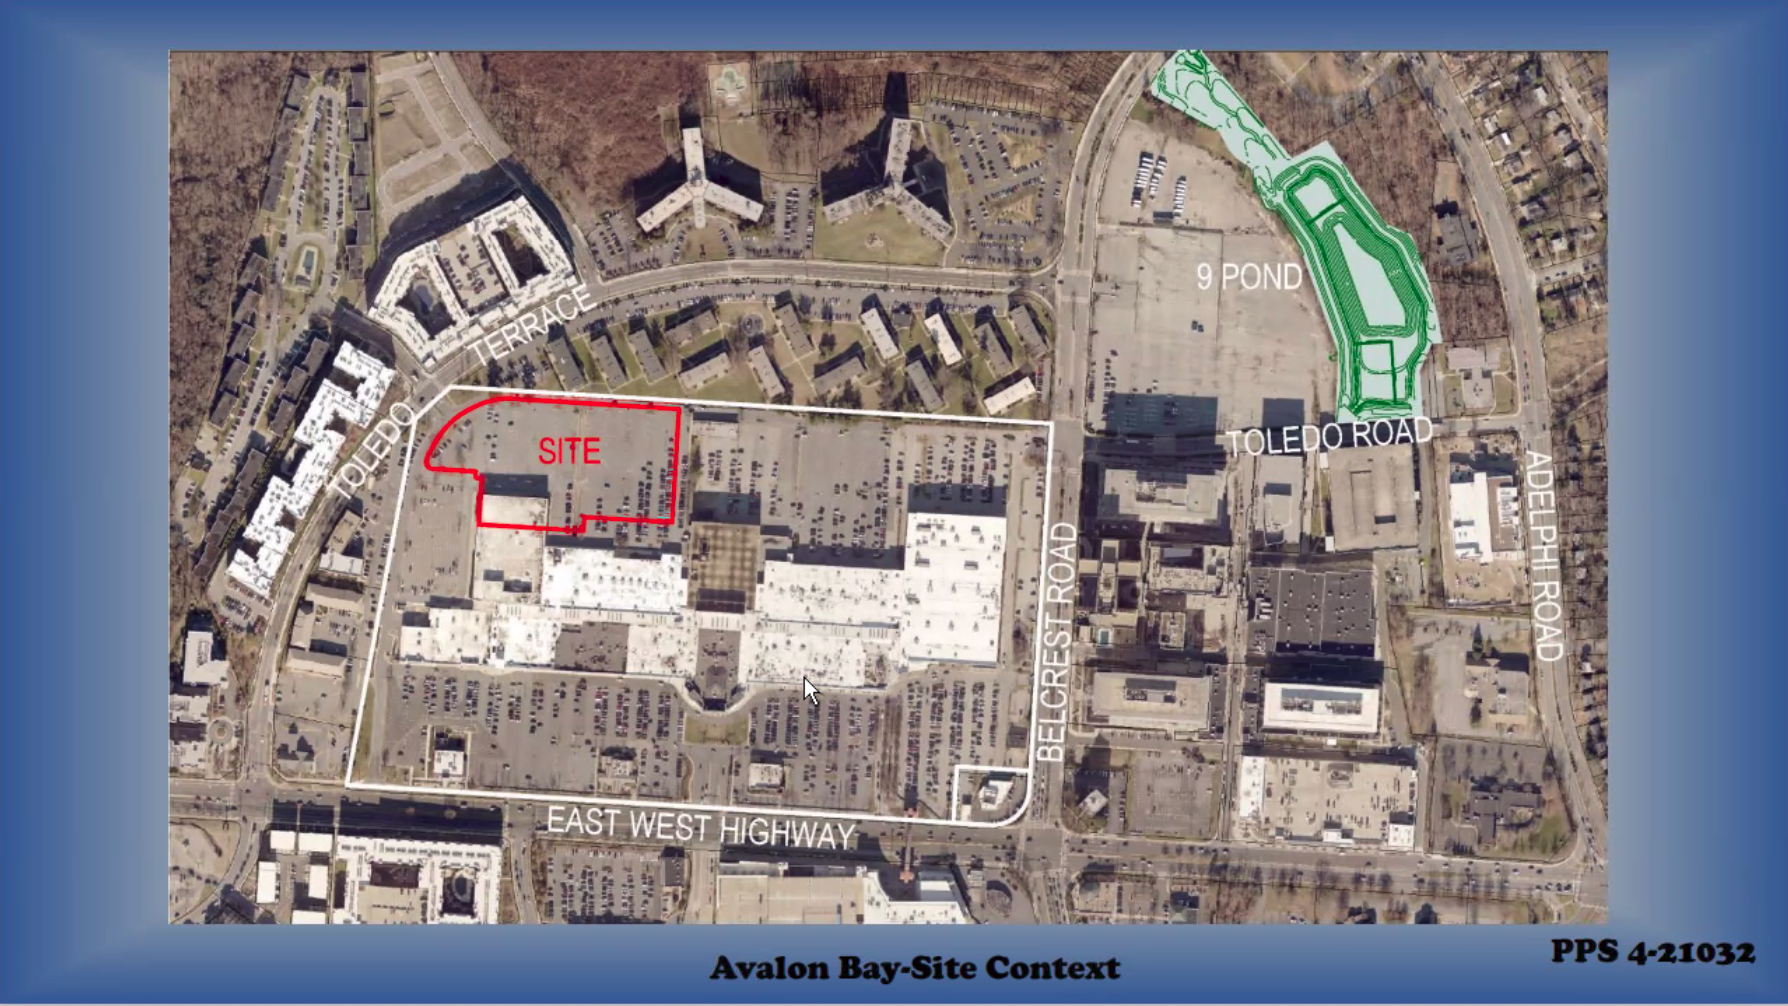 9 POND
TERRACE
TOLEDO
SITE
TOLEDO ROAD
ADELPHI ROAD
BELCREST ROAD
EAST WEST HIGHWAY
Avalon Bay-Site Context
PPS 4-21032